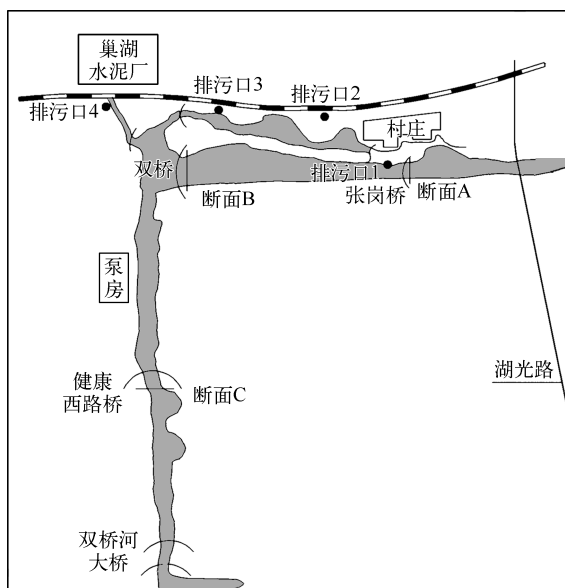 巢湖
水泥厂
排污口3
排污口4
排污口2
村庄
双桥
排污口1
张岗桥
断面A
断面B
泵
房
湖光路
健康
西路桥
断面C
双桥河
大桥